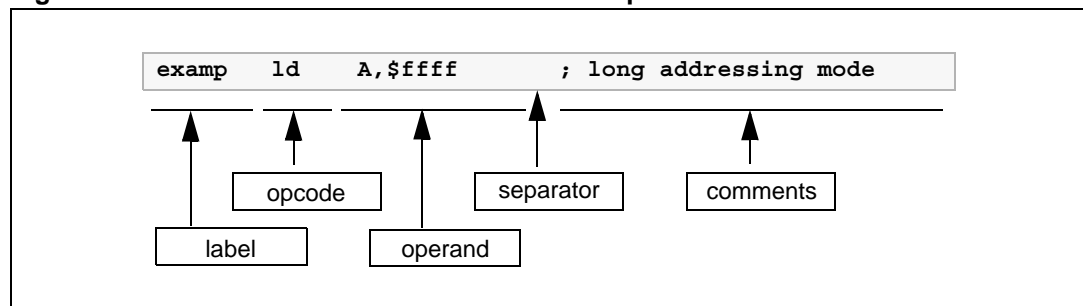 examp ld A,$ffff ; long addressing mode
opcode
separator
comments
label
operand